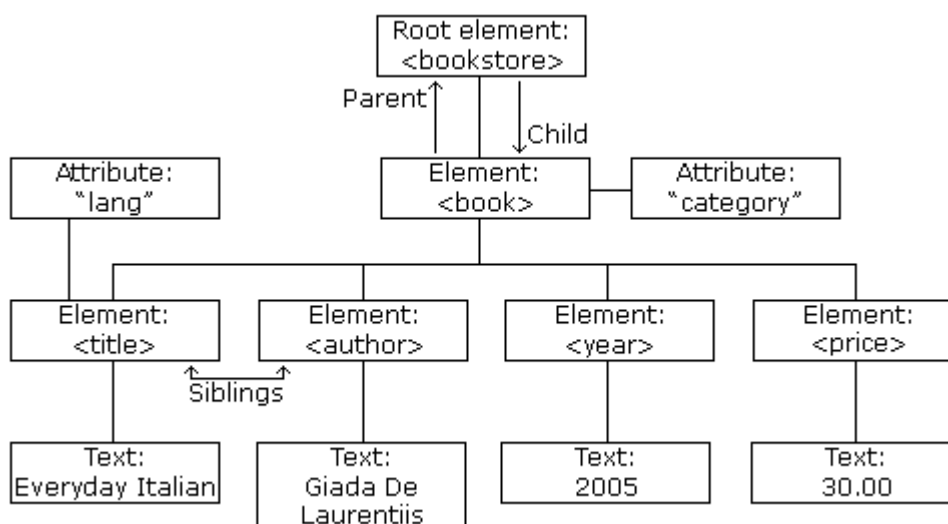 Root element:
<bookstore>
Parent
Child
Attribute:
"lang"
Element:
<book>
Attribute:
"category"
Element:
<title>
Element:
<author>
Element:
<year>
Element:
<price>
Siblings
Text:
Everyday Italian
Text:
Giada De
Laurentiis
Text:
2005
Text:
30.00